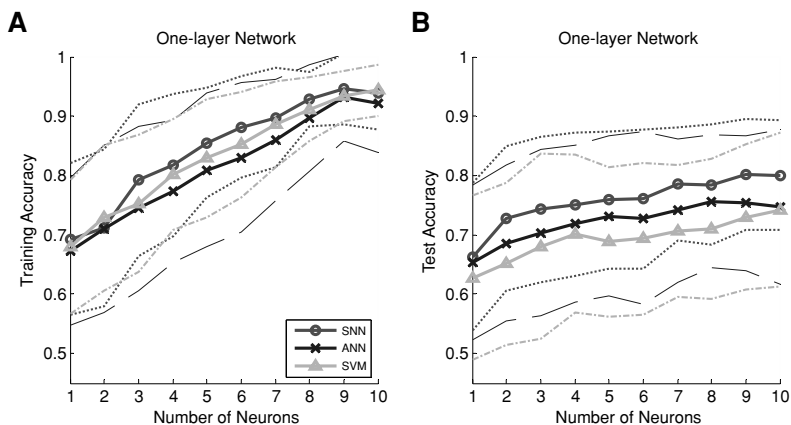 A
One-layer Network
1
0.9
0.8
0.7
0.6
0.5
Training Accuracy
1 2 3 4 5 6 7 8 9 10
Number of Neurons
SNN
ANN
SVM
B
One-layer Network
1
0.9
0.8
0.7
0.6
0.5
Test Accuracy
1 2 3 4 5 6 7 8 9 10
Number of Neurons